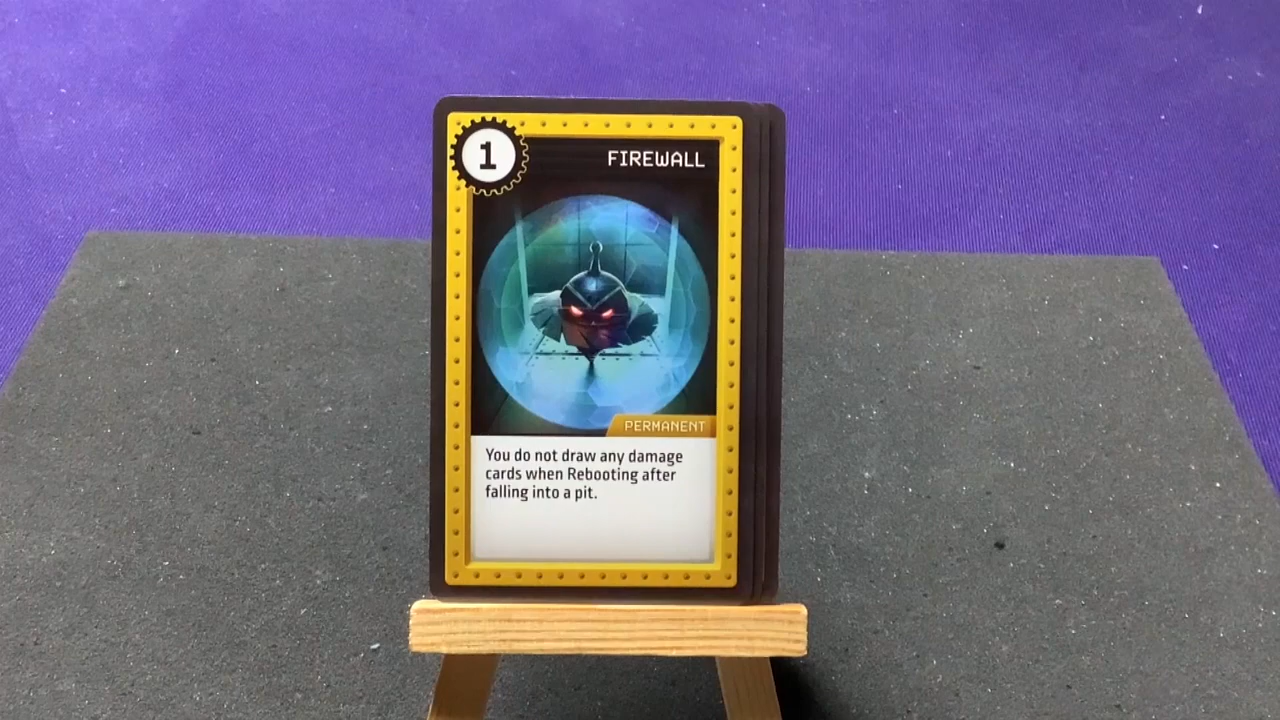 1
FIREWALL
PERMANENT
You do not draw any damage
cards when Rebooting after
falling into a pit.